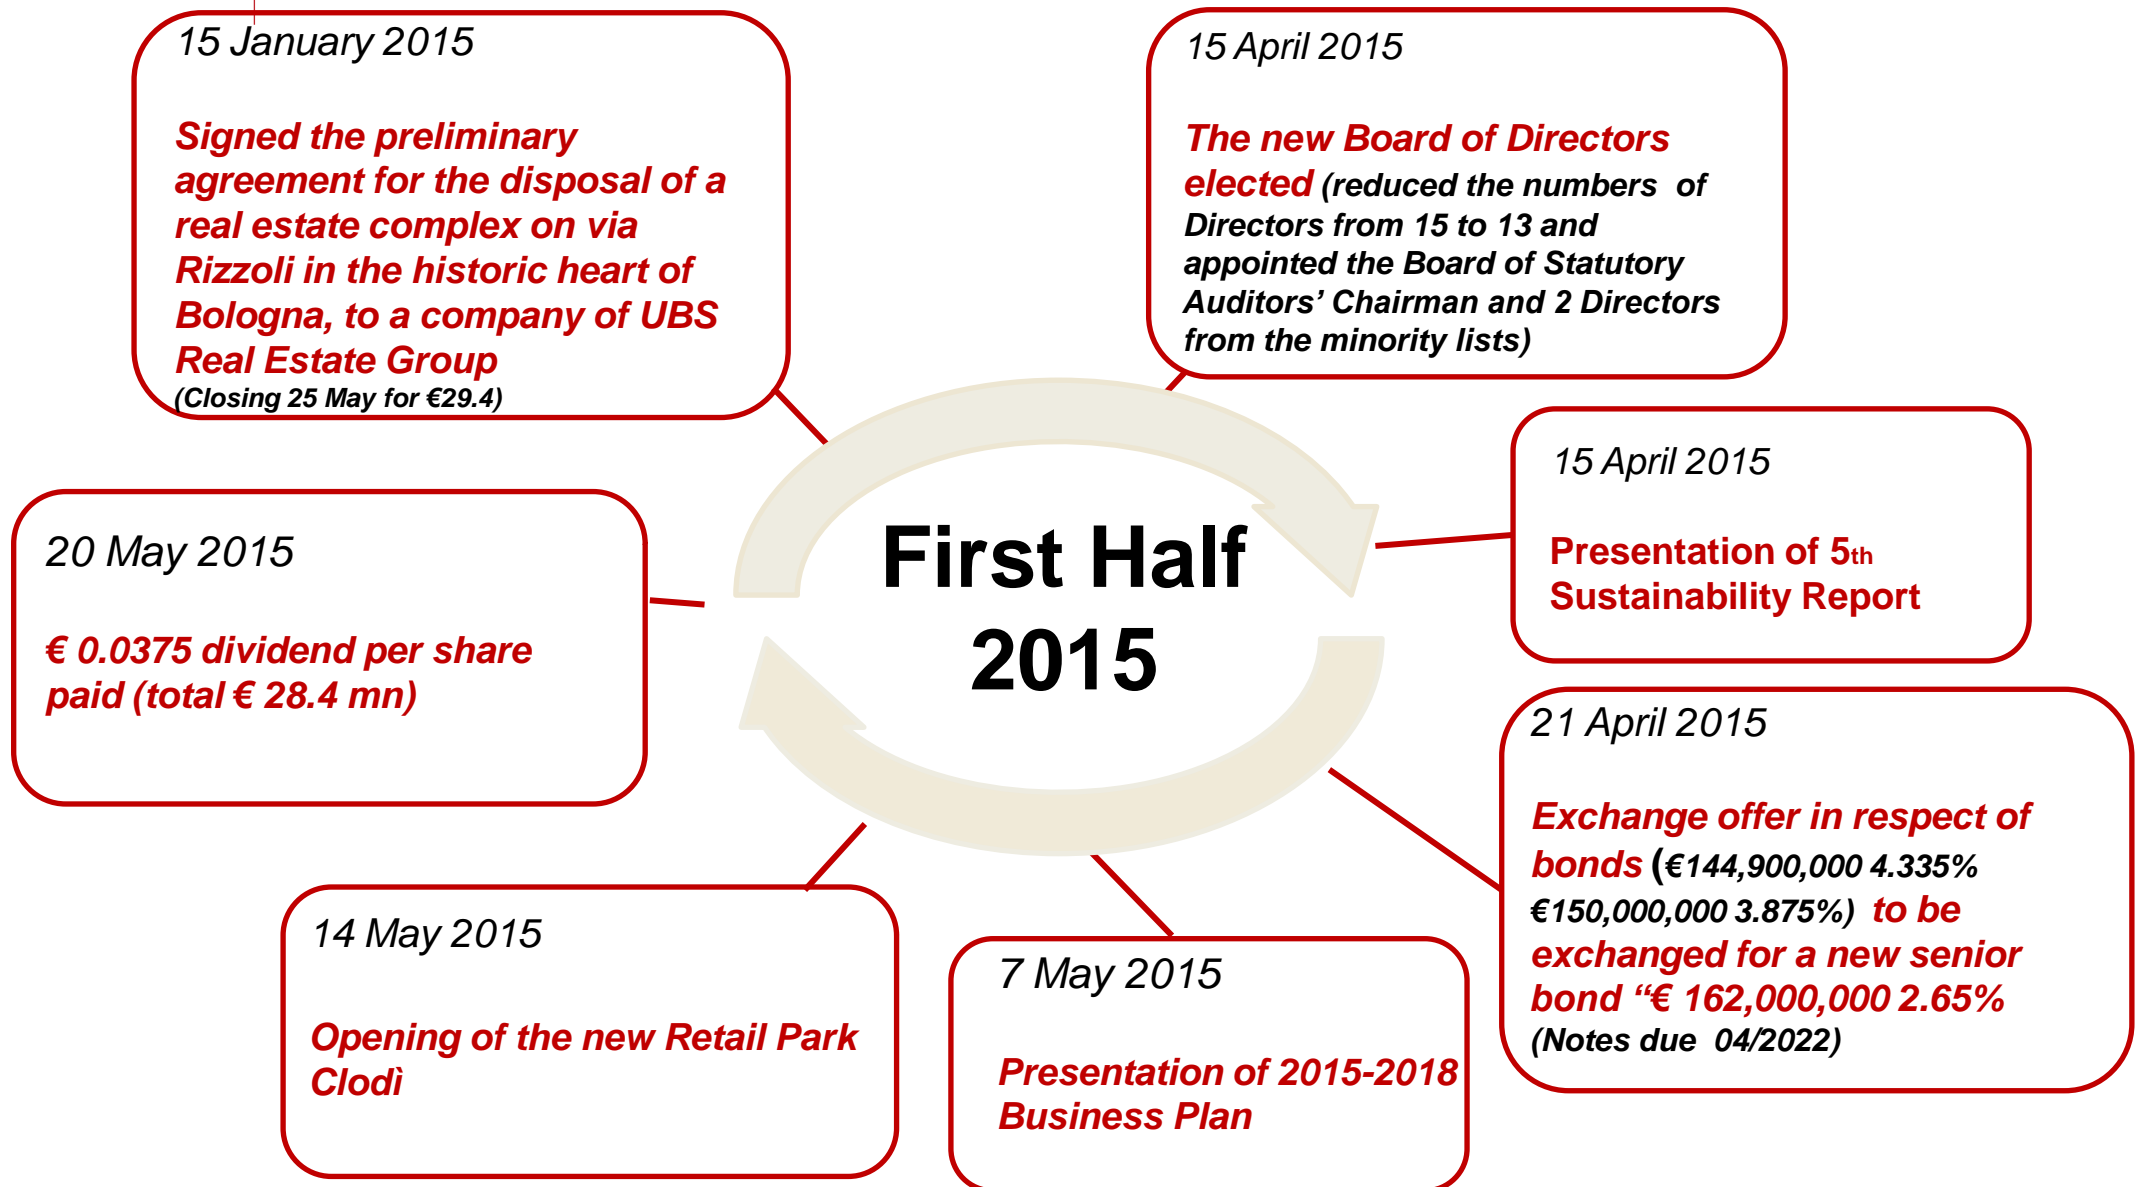 15 January 2015
Signed the preliminary
agreement for the disposal of a
real estate complex on via
Rizzoli in the historic heart of
Bologna, to a company of UBS
Real Estate Group
(Closing 25 May for €29.4)
15 April 2015
The new Board of Directors
elected (reduced the numbers of
Directors from 15 to 13 and
appointed the Board of Statutory
Auditors’ Chairman and 2 Directors
from the minority lists)
15 April 2015
Presentation of 5th
Sustainability Report
First Half
2015
20 May 2015
€ 0.0375 dividend per share
paid (total € 28.4 mn)
21 April 2015
Exchange offer in respect of
bonds (€144,900,000 4.335%
€150,000,000 3.875%) to be
exchanged for a new senior
bond “€ 162,000,000 2.65%
(Notes due 04/2022)
14 May 2015
Opening of the new Retail Park
Clodì
7 May 2015
Presentation of 2015-2018
Business Plan